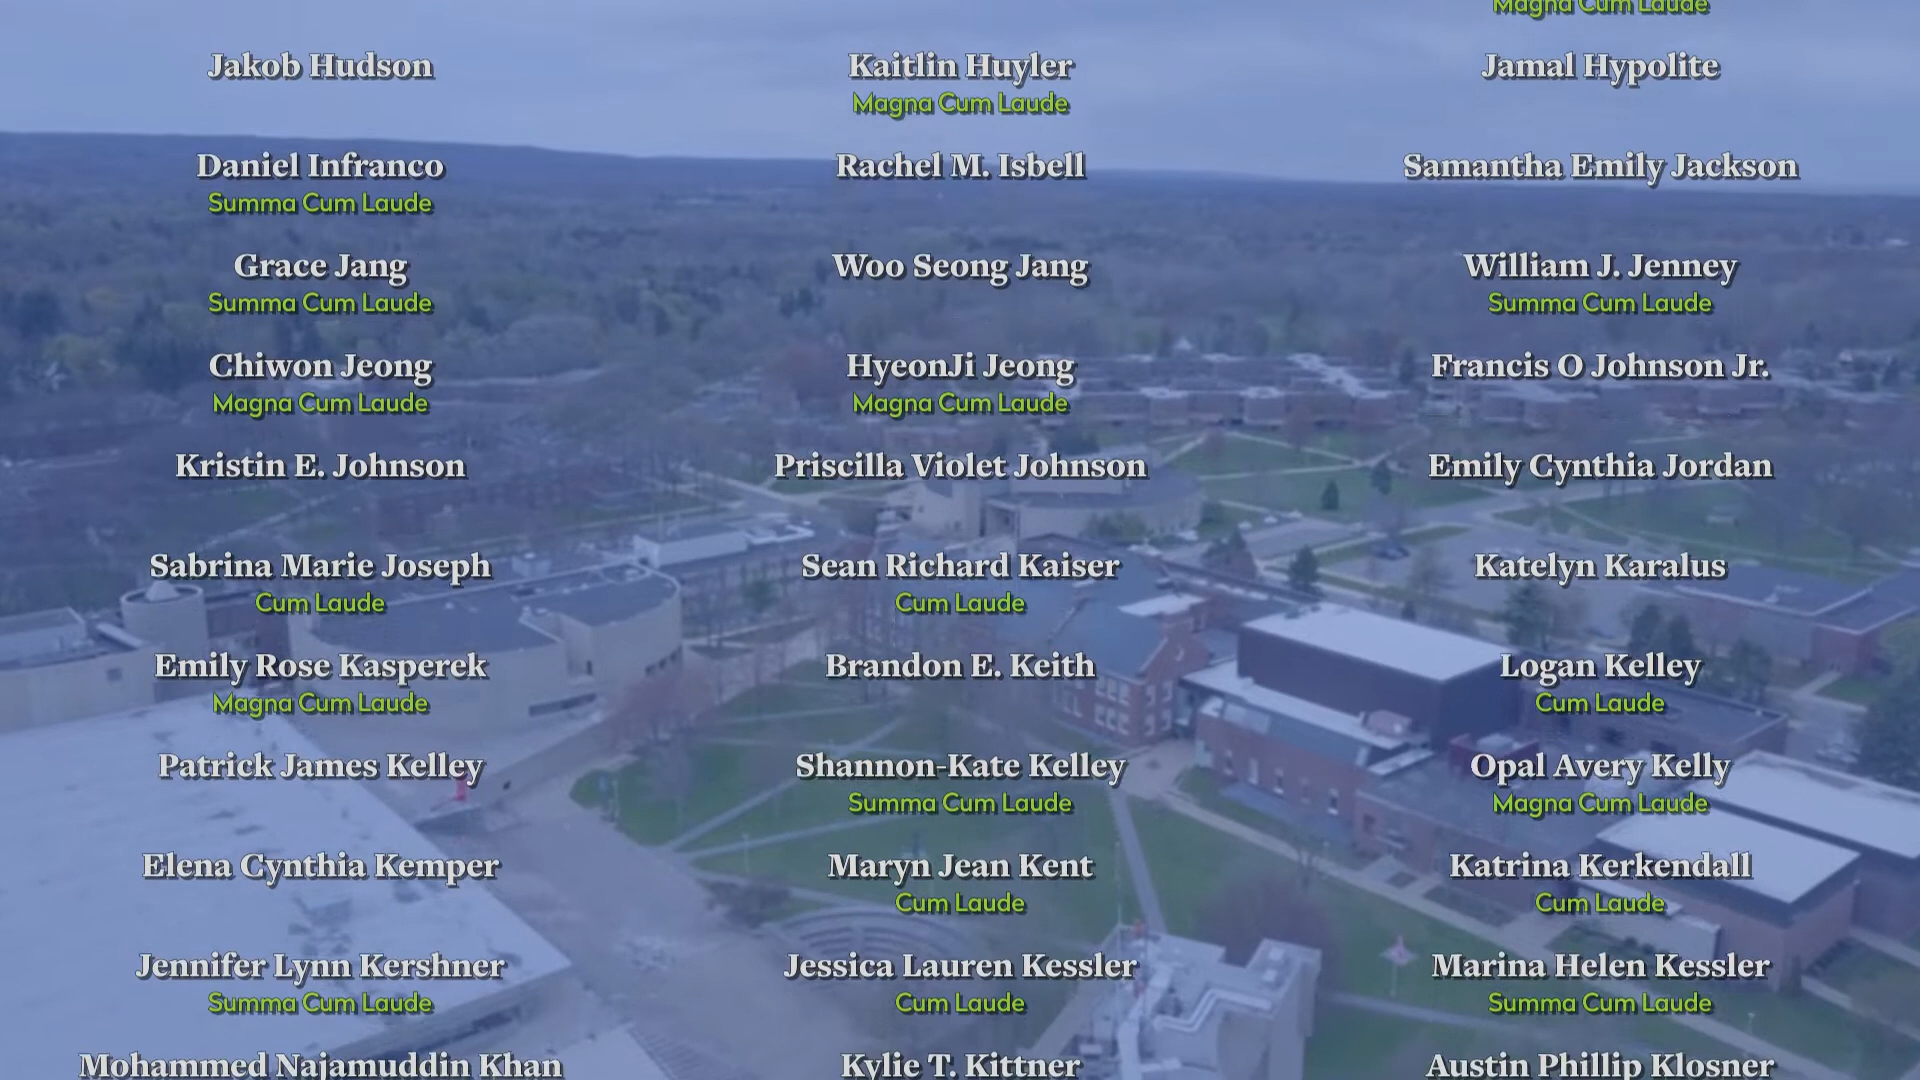 Magna Cum Laude
Jakob Hudson
Kaitlin Huyler
Magna Cum Laude
Jamal Hypolite
Daniel Infranco
Summa Cum Laude
Rachel M. Isbell
Samantha Emily Jackson
Grace Jang
Summa Cum Laude
Woo Seong Jang
William J. Jenney
Summa Cum Laude
Chiwon Jeong
Magna Cum Laude
HyeonJi Jeong
Magna Cum Laude
Francis O Johnson Jr.
Kristin E. Johnson
Priscilla Violet Johnson
Emily Cynthia Jordan
Sabrina Marie Joseph
Cum Laude
Sean Richard Kaiser
Cum Laude
Katelyn Karalus
Emily Rose Kasperek
Magna Cum Laude
Brandon E. Keith
Logan Kelley
Cum Laude
Patrick James Kelley
Shannon-Kate Kelley
Summa Cum Laude
Opal Avery Kelly
Magna Cum Laude
Elena Cynthia Kemper
Maryn Jean Kent
Cum Laude
Katrina Kerkendall
Cum Laude
Jennifer Lynn Kershner
Summa Cum Laude
Jessica Lauren Kessler
Cum Laude
Marina Helen Kessler
Summa Cum Laude
Mohammed Najamuddin Khan
Kylie T. Kittner
Austin Phillip Klosner